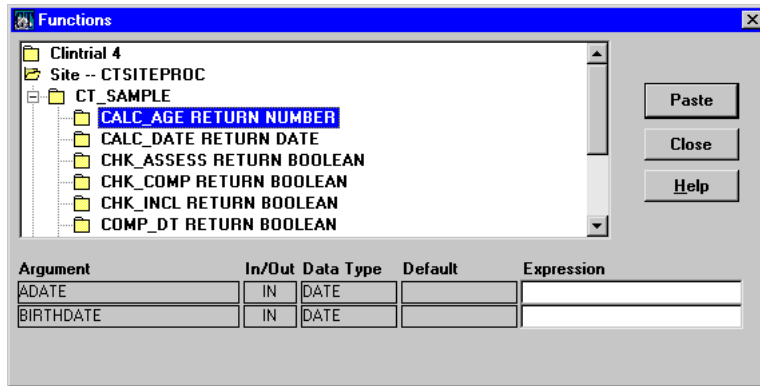 Functions
Clintrial 4
Site -- CTSITEPROC
CT_SAMPLE
CALC_AGE RETURN NUMBER
CALC_DATE RETURN DATE
CHK_ASSESS RETURN BOOLEAN
CHK_COMP RETURN BOOLEAN
CHK_INCL RETURN BOOLEAN
COMP_DT RETURN BOOLEAN
Paste
Close
Help
Argument In/Out Data Type Default Expression
ADATE IN DATE
BIRTHDATE IN DATE